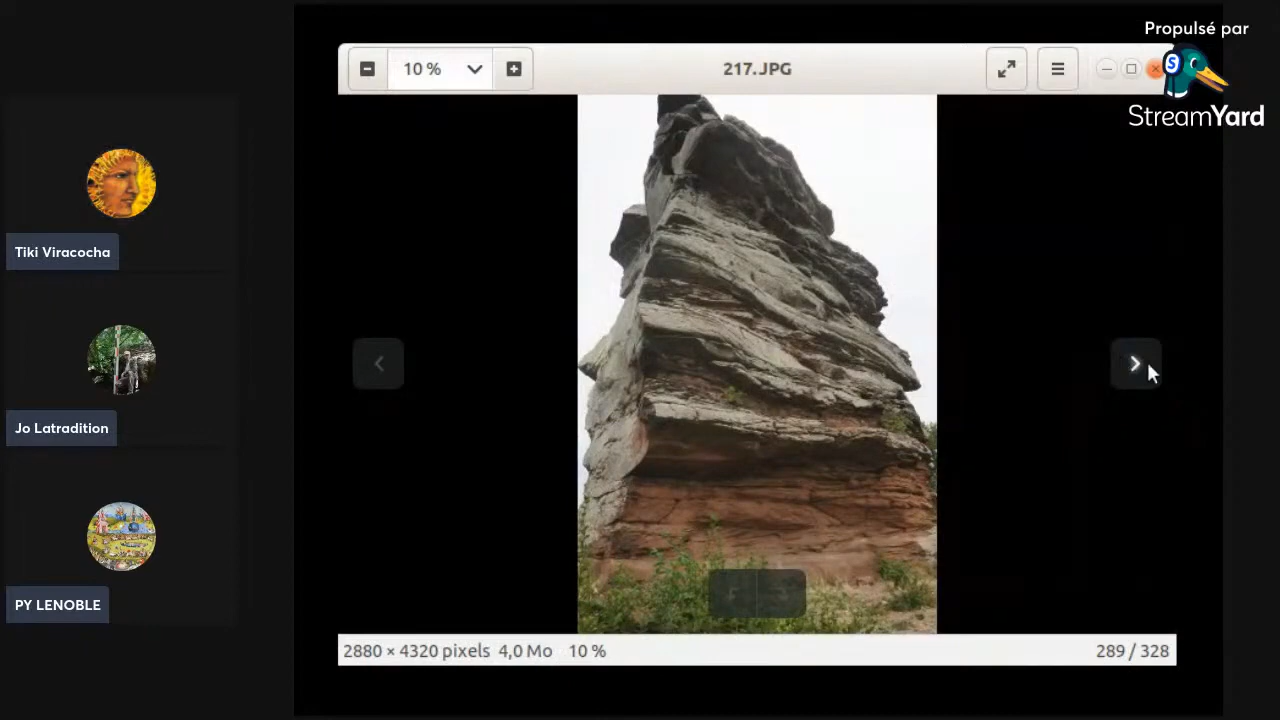 Propulsé par
StreamYard
10 %
217.JPG
Tiki Viracocha
Jo Latradition
PY LENOBLE
2880 × 4320 pixels 4,0 Mo 10 %
289 / 328